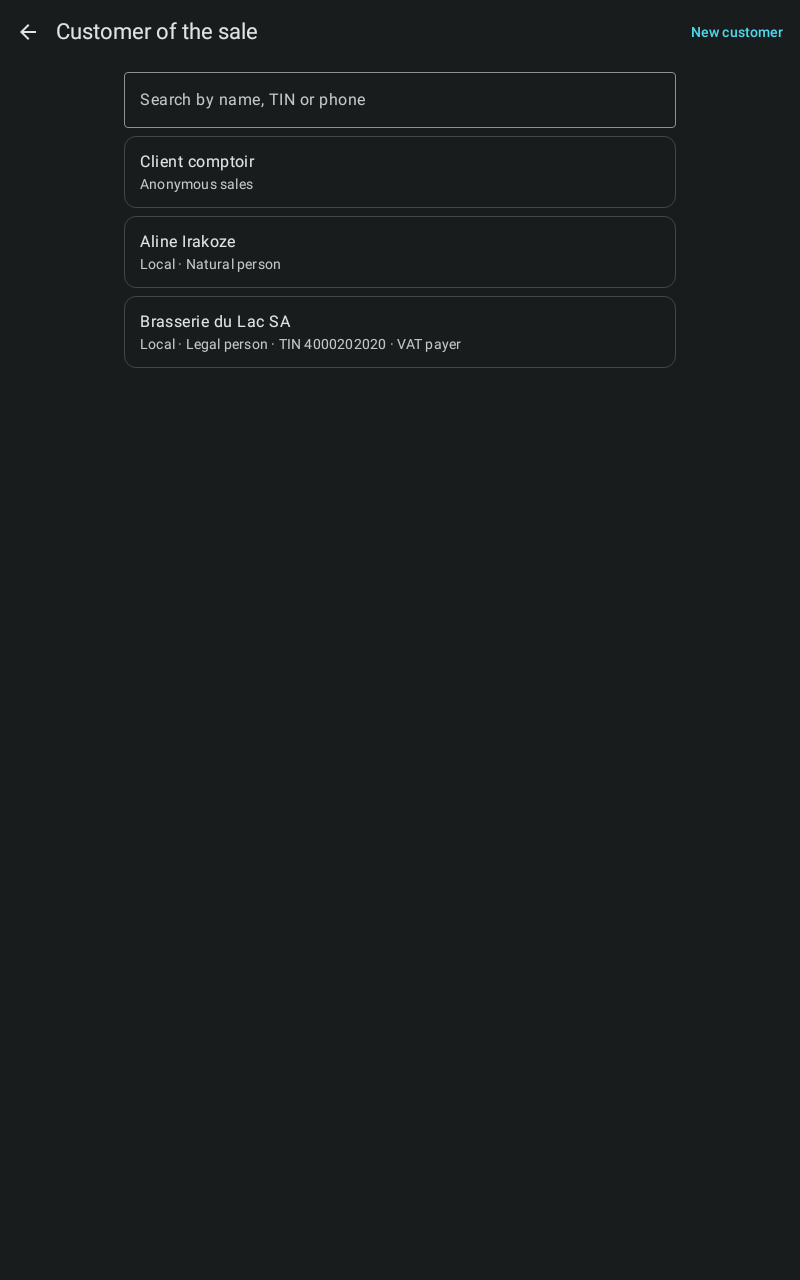 Customer of the sale
New customer
Search by name, TIN or phone
Client comptoir
Anonymous sales
Aline Irakoze
Local · Natural person
Brasserie du Lac SA
Local · Legal person · TIN 4000202020 · VAT payer